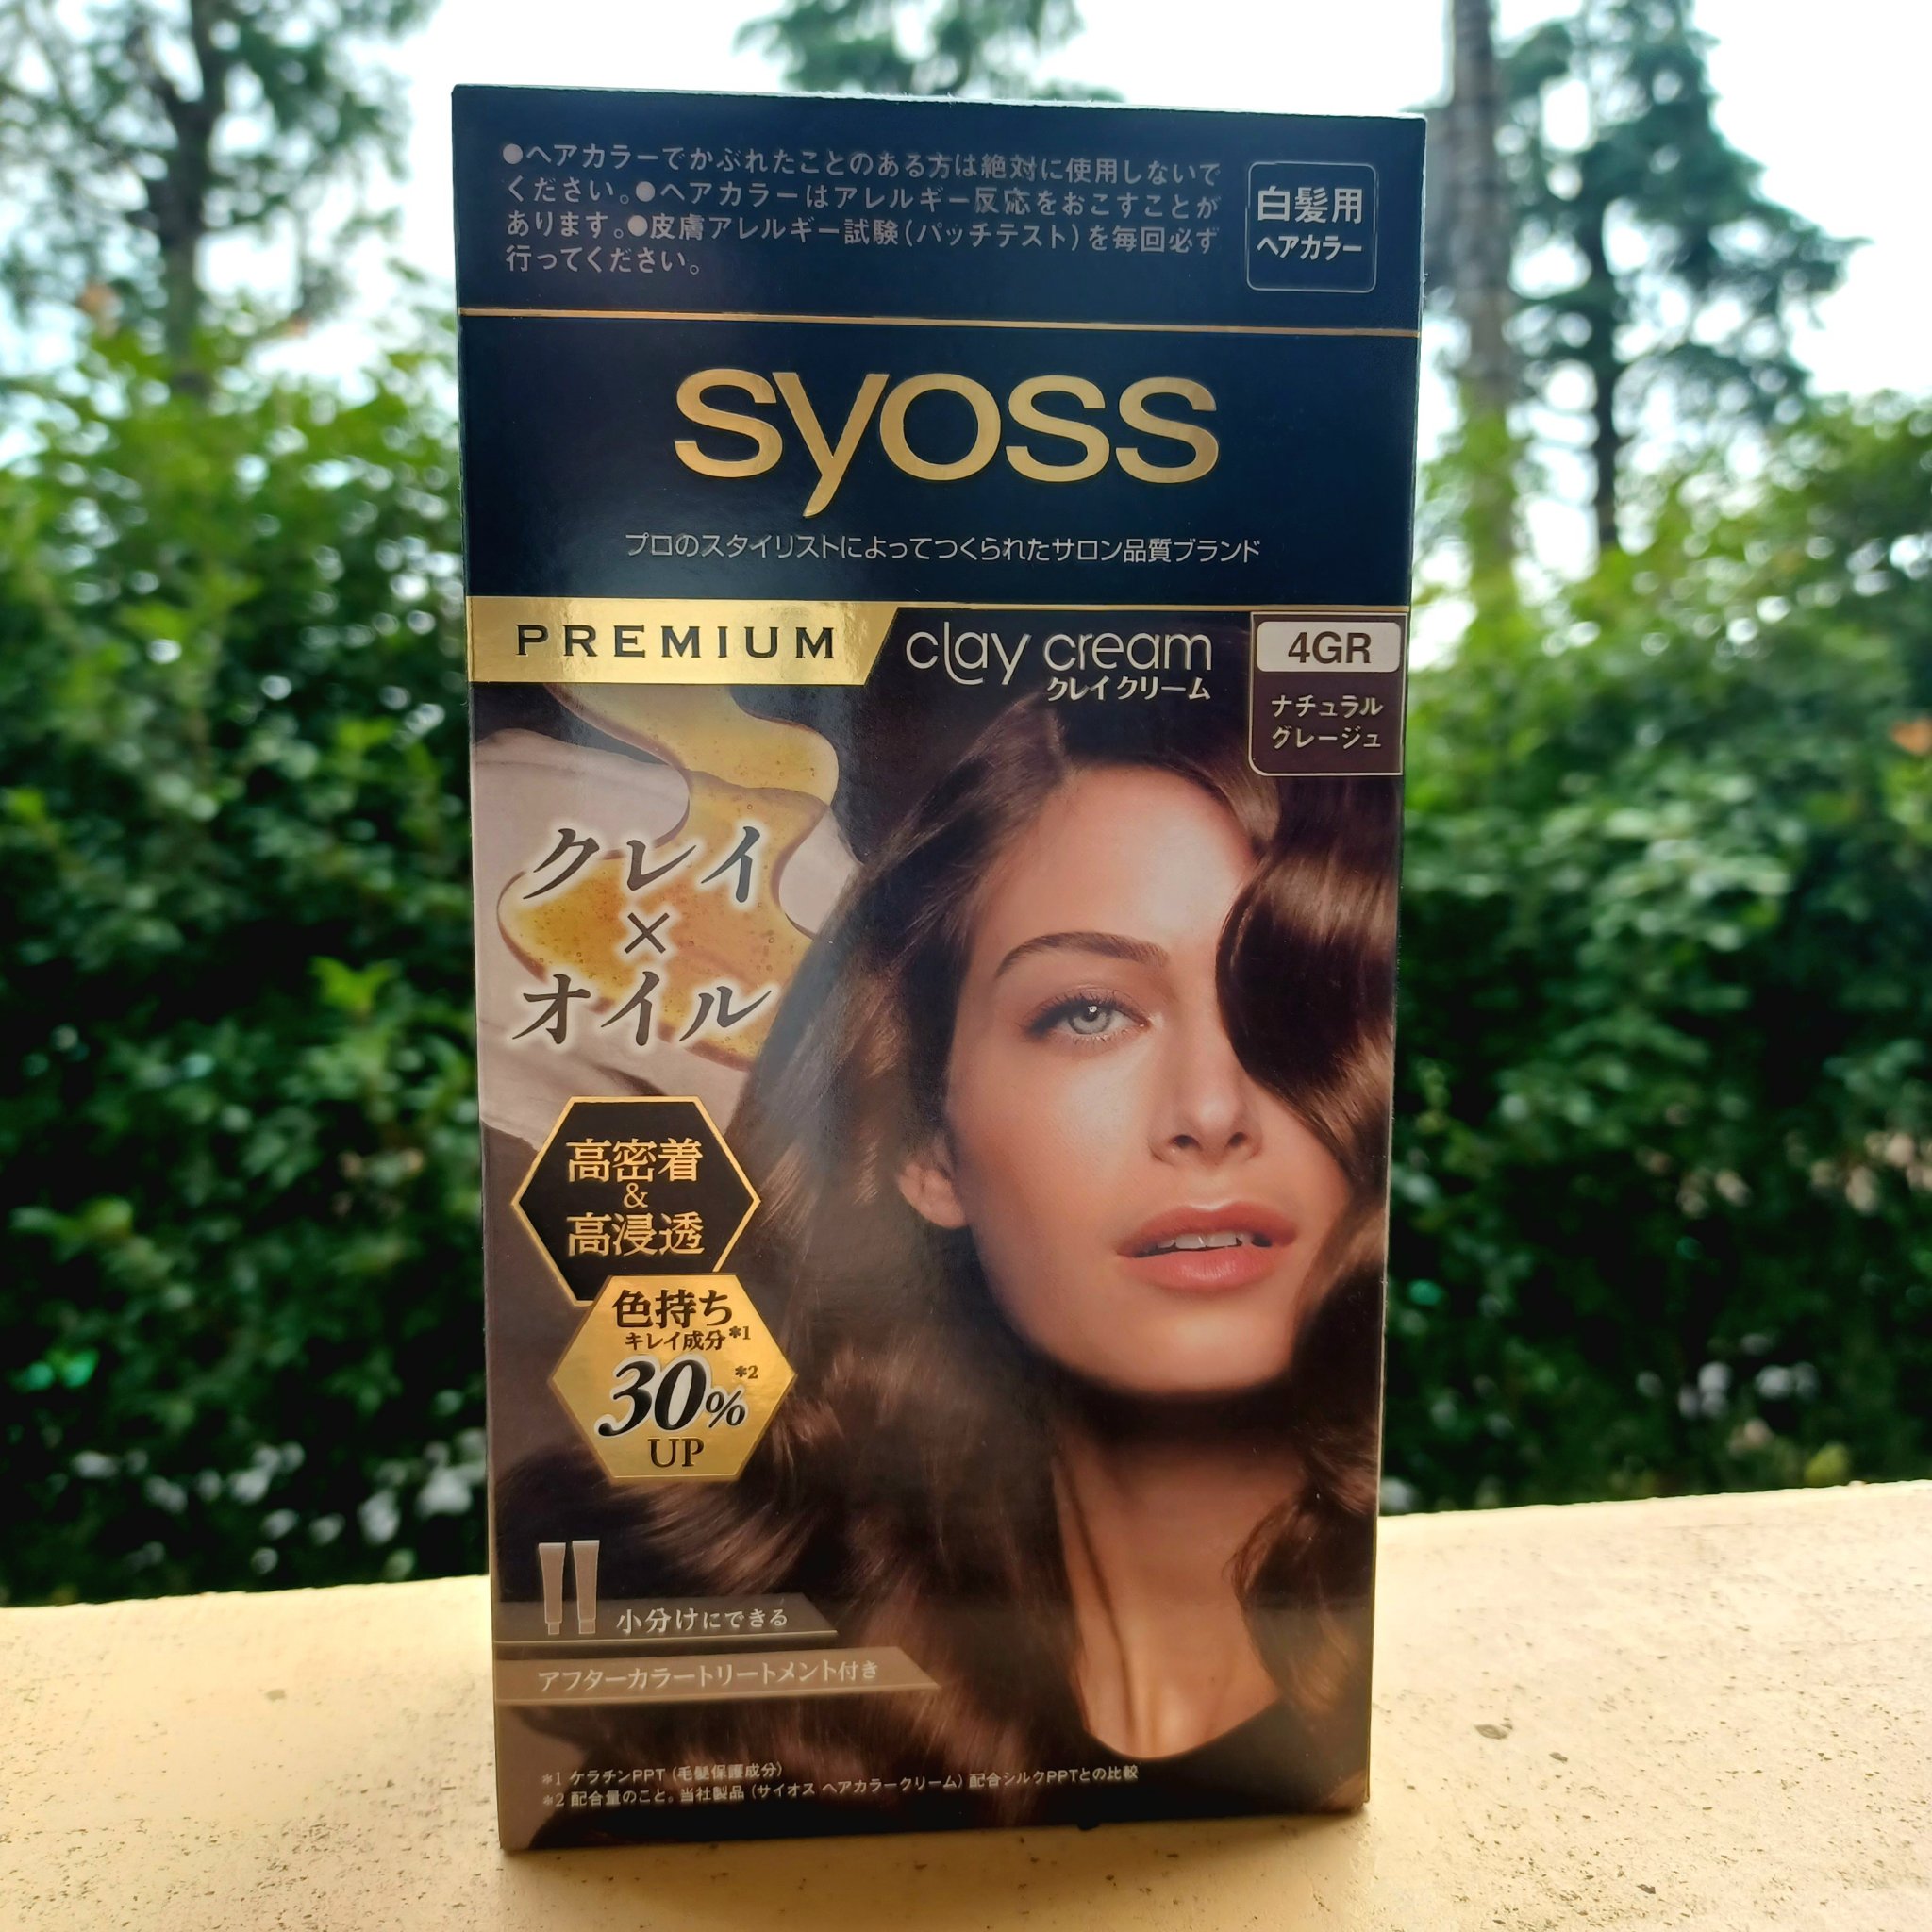 ●ヘアカラーでかぶれたことのある方は絶対に使用しないで
ください。●ヘアカラーはアレルギー反応をおこすことが
あります。●皮膚アレルギー試験(パッチテスト)を毎回必ず
行ってください。
白髪用
ヘアカラー
syoss
プロのスタイリストによってつくられたサロン品質ブランド
PREMIUM
clay cream
クレイクリーム
4GR
ナチュラル
グレージュ
クレイ
×
オイル
高密着
&
高浸透
色持ち
キレイ成分*1
30%*2
UP
小分けにできる
アフターカラートリートメント付き
*1 ケラチンPPT (毛髪保護成分)
*2 配合量のこと。当社製品 (サイオス ヘアカラークリーム) 配合シルクPPTとの比較